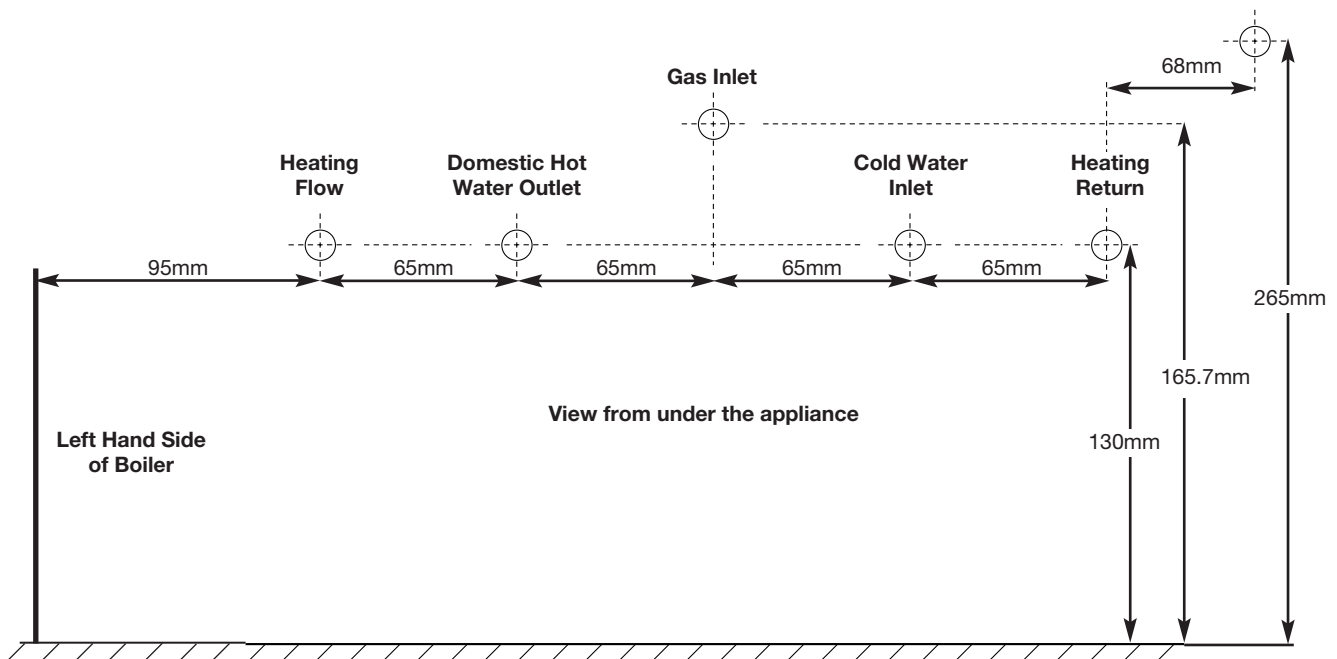 68mm
Gas Inlet
Heating
Flow
Domestic Hot
Water Outlet
Cold Water
Inlet
Heating
Return
95mm
65mm
65mm
65mm
65mm
265mm
165.7mm
View from under the appliance
130mm
Left Hand Side
of Boiler